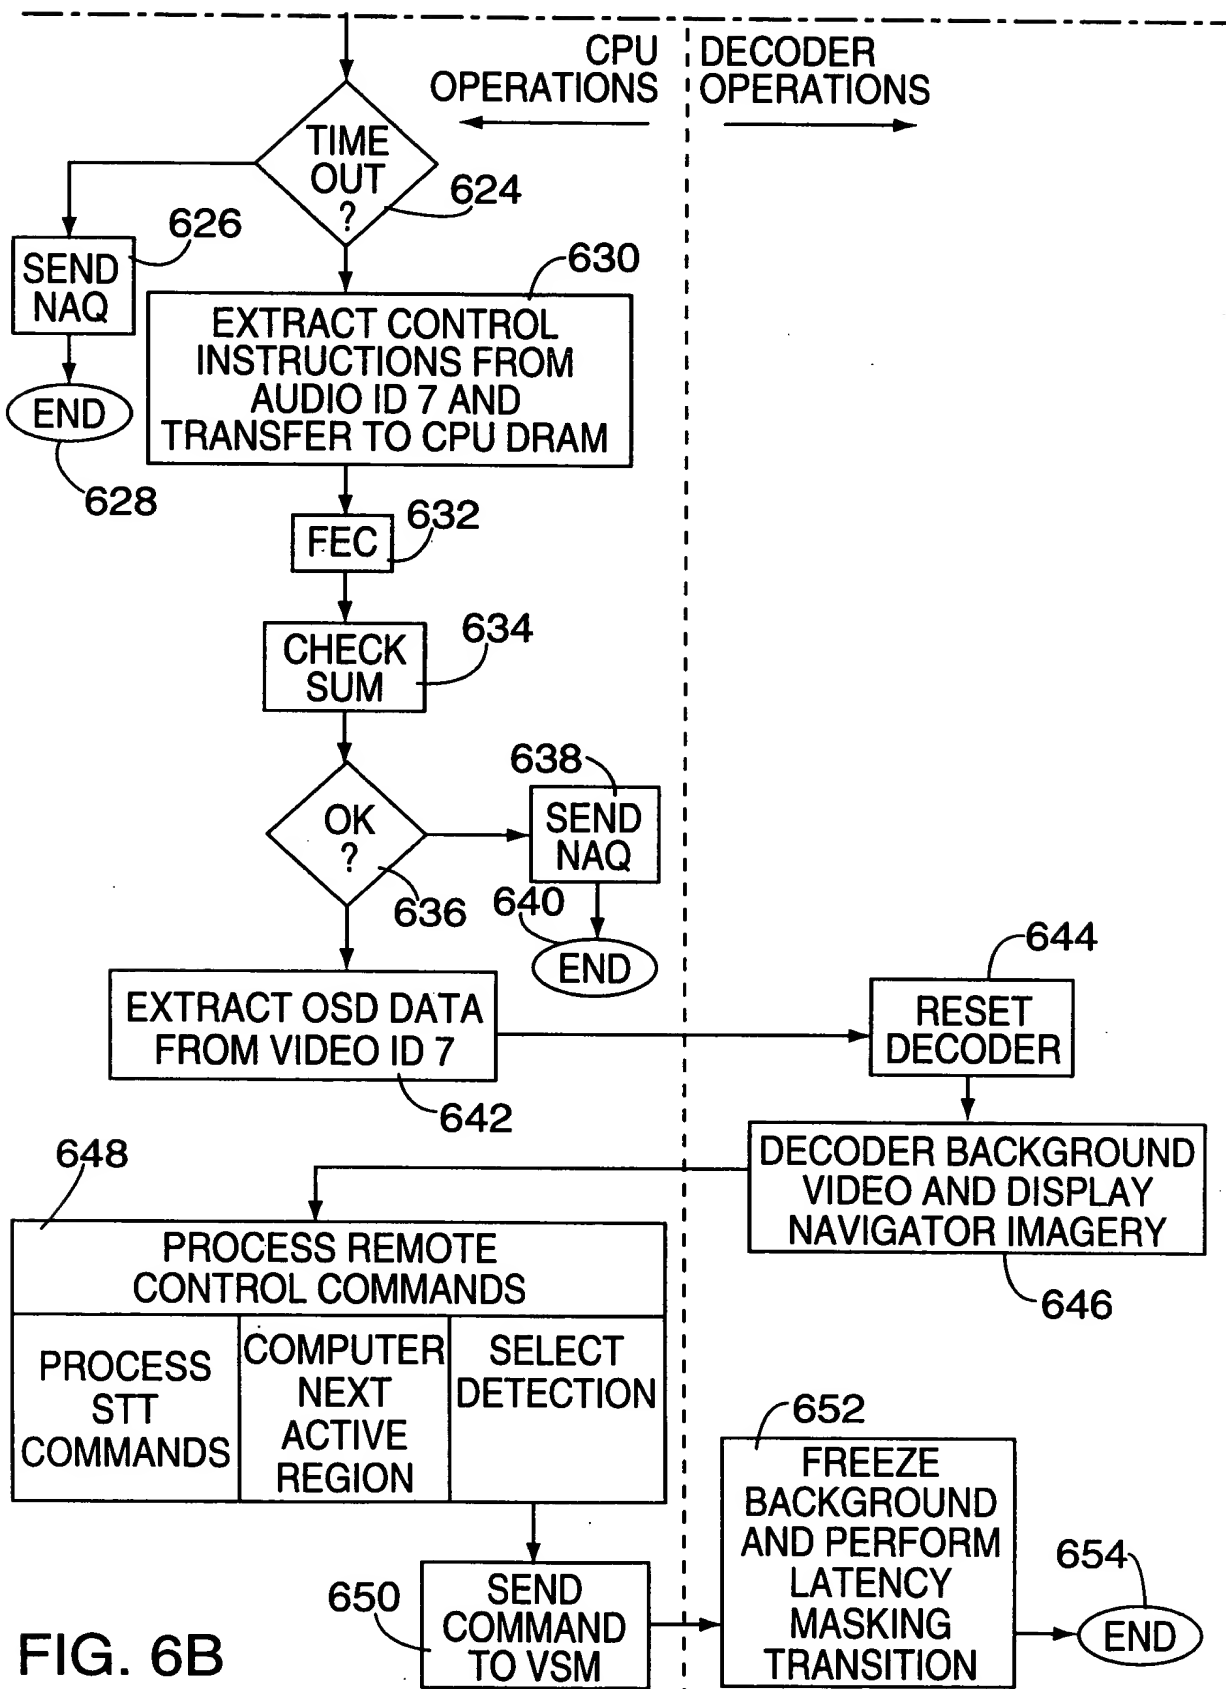 CPU
OPERATIONS
DECODER
OPERATIONS
TIME
OUT
?
624
626
SEND
NAQ
END
628
630
EXTRACT CONTROL
INSTRUCTIONS FROM
AUDIO ID 7 AND
TRANSFER TO CPU DRAM
632
FEC
634
CHECK
SUM
OK
?
636
638
SEND
NAQ
640
END
EXTRACT OSD DATA
FROM VIDEO ID 7
642
644
RESET
DECODER
DECODER BACKGROUND
VIDEO AND DISPLAY
NAVIGATOR IMAGERY
646
648
PROCESS REMOTE
CONTROL COMMANDS
PROCESS
STT
COMMANDS
COMPUTER
NEXT
ACTIVE
REGION
SELECT
DETECTION
650
SEND
COMMAND
TO VSM
652
FREEZE
BACKGROUND
AND PERFORM
LATENCY
MASKING
TRANSITION
654
END
FIG. 6B